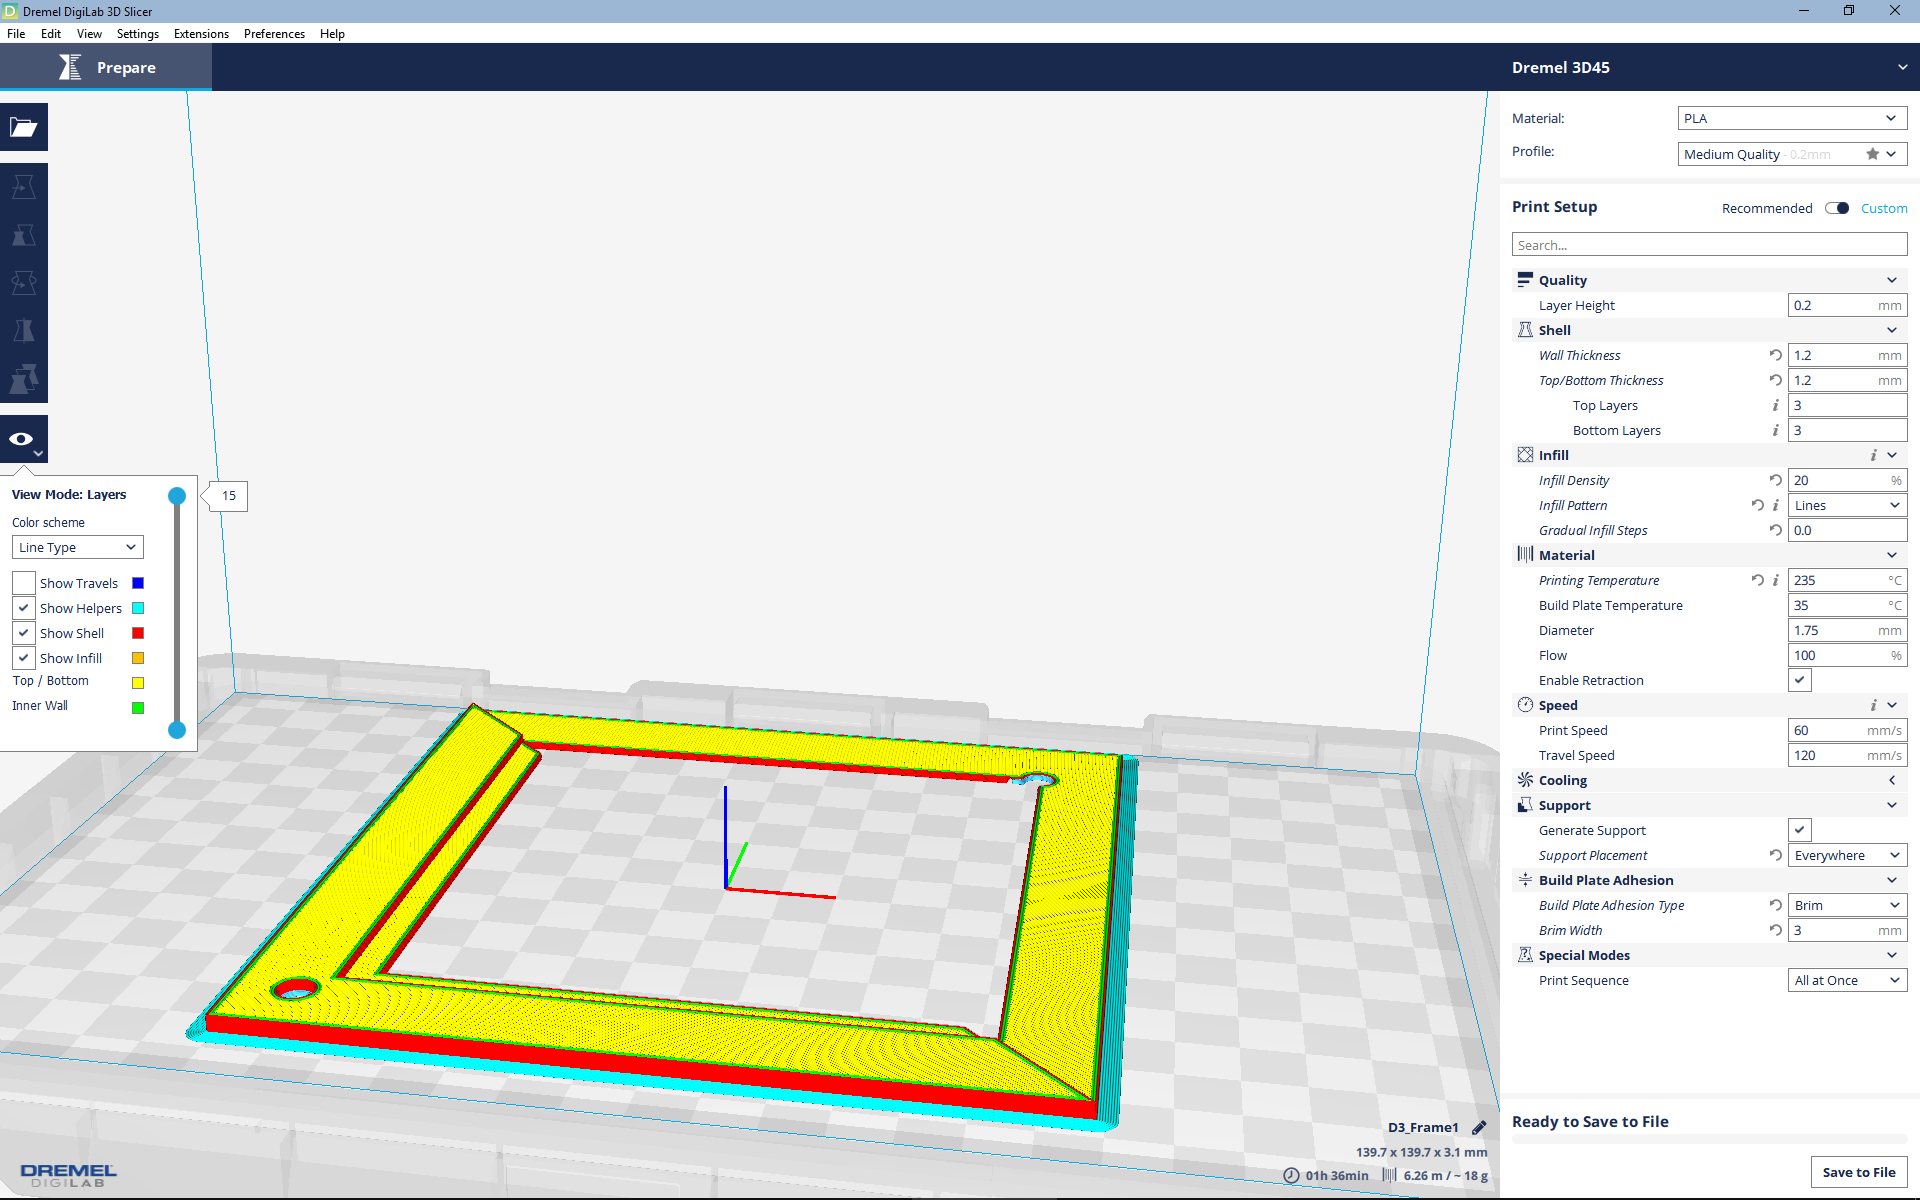 Dremel DigiLab 3D Slicer
File Edit View Settings Extensions Preferences Help
Prepare
Dremel 3D45
Material: PLA
Profile: Medium Quality - 0.2mm
Print Setup Recommended Custom
Search...
Quality
Layer Height 0.2 mm
Shell
Wall Thickness 1.2 mm
Top/Bottom Thickness 1.2 mm
Top Layers i 3
Bottom Layers i 3
Infill i
Infill Density 20 %
Infill Pattern i Lines
Gradual Infill Steps 0.0
Material
Printing Temperature i 235 °C
Build Plate Temperature 35 °C
Diameter 1.75 mm
Flow 100 %
Enable Retraction
Speed i
Print Speed 60 mm/s
Travel Speed 120 mm/s
Cooling
Support
Generate Support
Support Placement Everywhere
Build Plate Adhesion
Build Plate Adhesion Type Brim
Brim Width 3 mm
Special Modes
Print Sequence All at Once
Ready to Save to File
Save to File
View Mode: Layers
15
Color scheme
Line Type
Show Travels
Show Helpers
Show Shell
Show Infill
Top / Bottom
Inner Wall
D3_Frame1
139.7 x 139.7 x 3.1 mm
01h 36min 6.26 m / ~ 18 g
DREMEL
DIGILAB